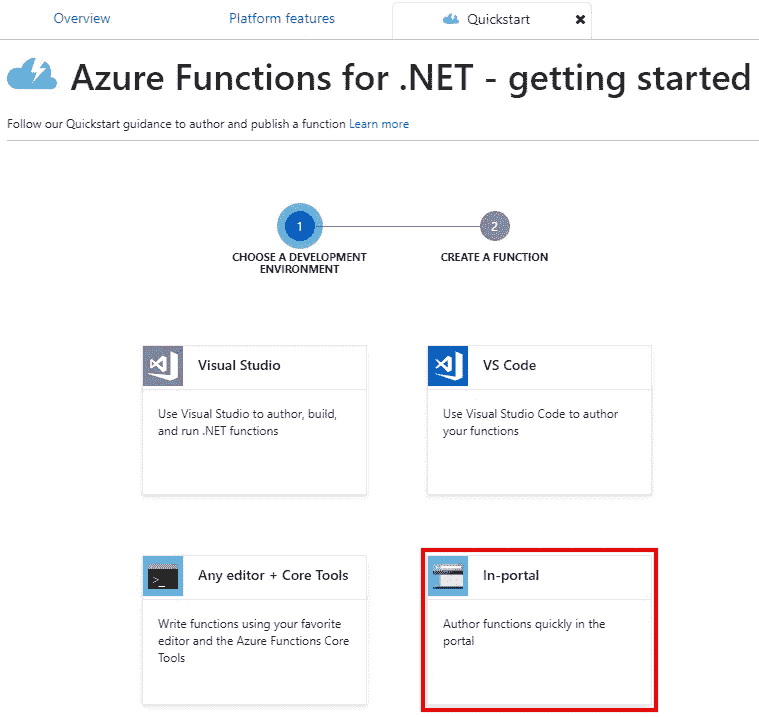 Overview
Platform features
Quickstart
Azure Functions for .NET - getting started
Follow our Quickstart guidance to author and publish a function Learn more
1
2
CHOOSE A DEVELOPMENT
ENVIRONMENT
CREATE A FUNCTION
Visual Studio
Use Visual Studio to author, build,
and run .NET functions
VS Code
Use Visual Studio Code to author
your functions
>_
Any editor + Core Tools
Write functions using your favorite
editor and the Azure Functions Core
Tools
In-portal
Author functions quickly in the
portal